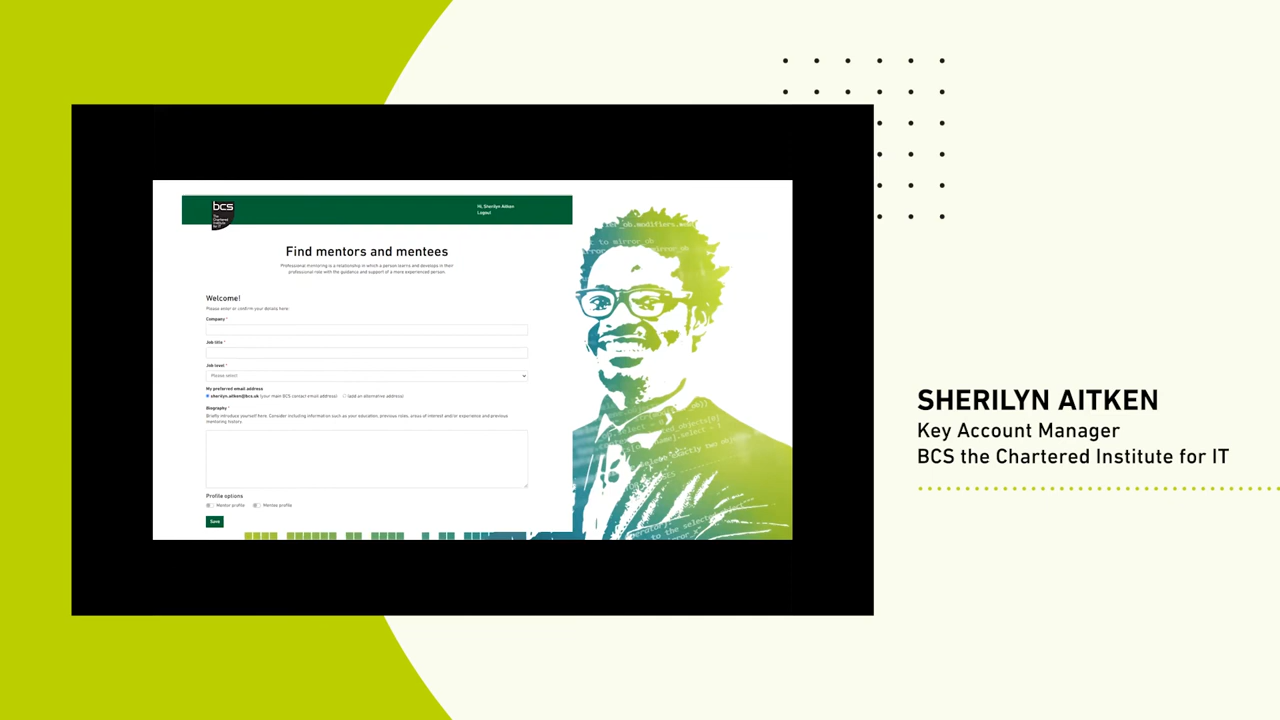 bcs
The
Chartered
Institute
for IT
Hi, Sherilyn Aitken
Logout
Find mentors and mentees
Professional mentoring is a relationship in which a person learns and develops in their
professional role with the guidance and support of a more experienced person.
Welcome!
Please enter or confirm your details here:
Company *
Job title *
Job level *
Please select
My preferred email address
sherilyn.aitken@bcs.uk (your main BCS contact email address)
(add an alternative address)
Biography *
Briefly introduce yourself here. Consider including information such as your education, previous roles, areas of interest and/or experience and previous
mentoring history.
Profile options
Mentor profile
Mentee profile
Save
SHERILYN AITKEN
Key Account Manager
BCS the Chartered Institute for IT